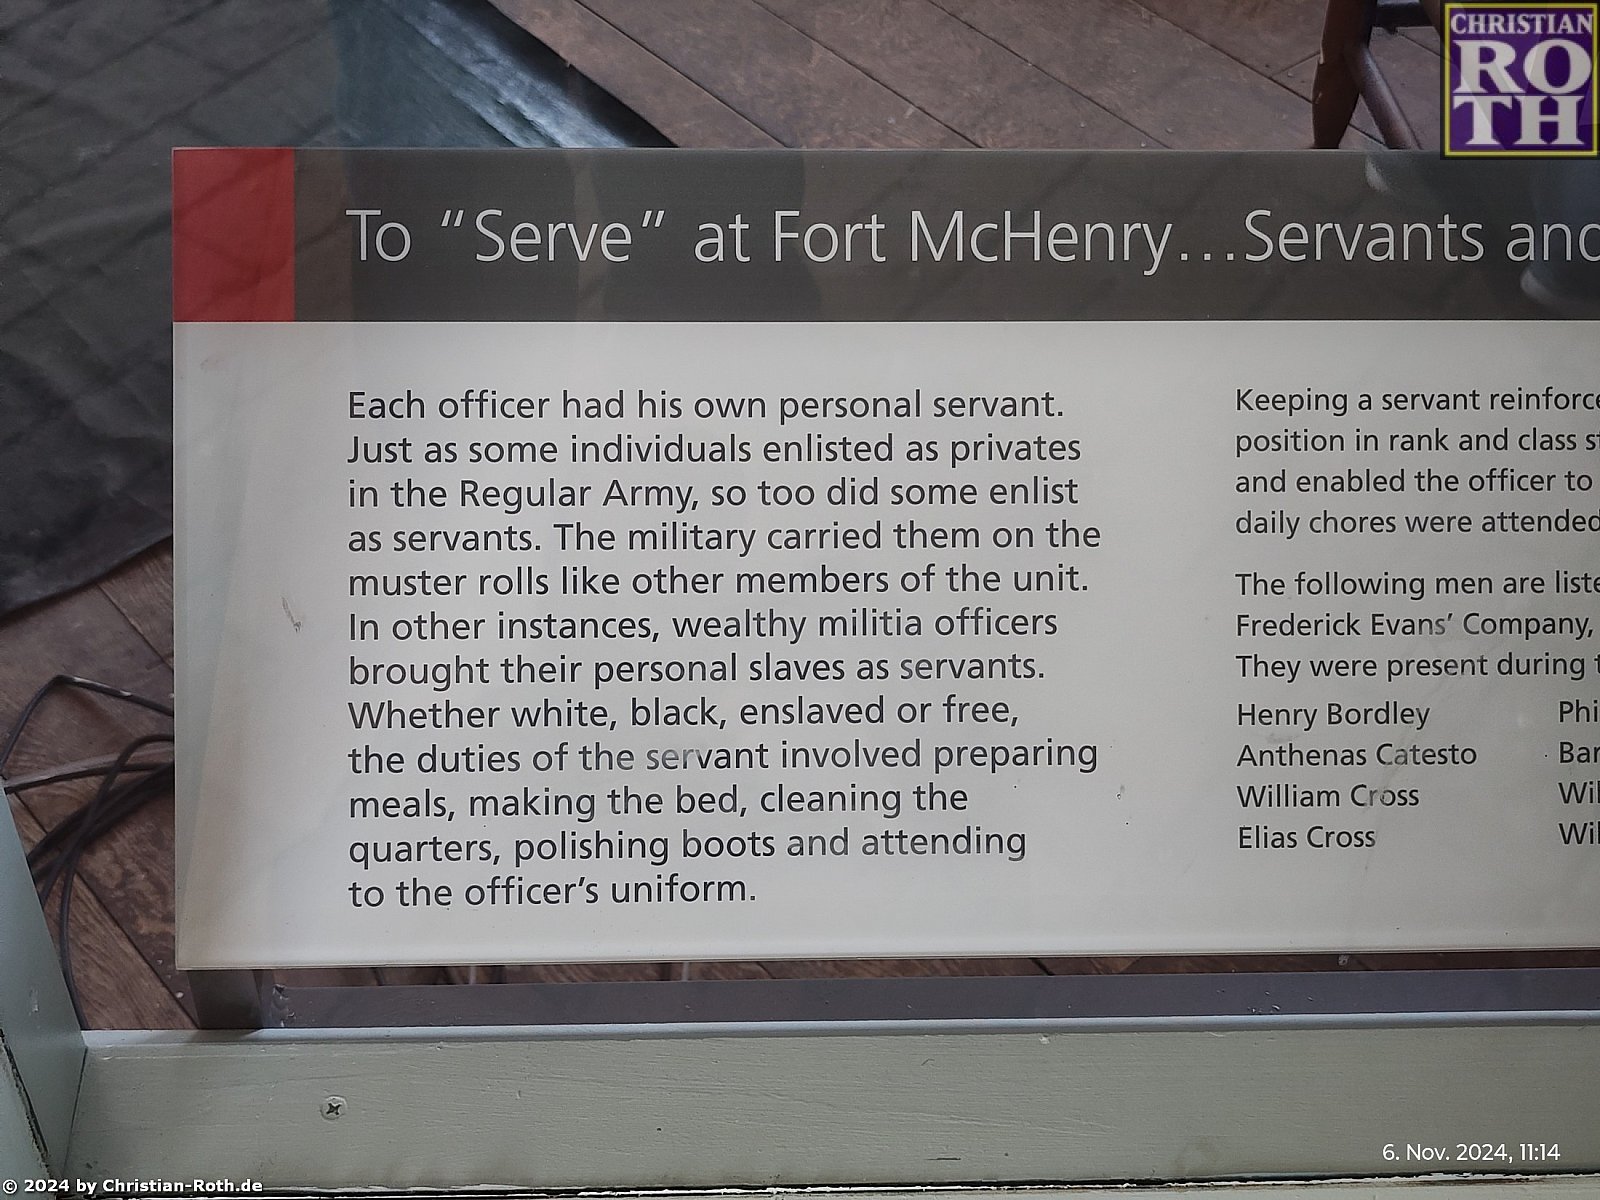 CHRISTIAN
RO
TH
To “Serve” at Fort McHenry...Servants and
Each officer had his own personal servant.
Just as some individuals enlisted as privates
in the Regular Army, so too did some enlist
as servants. The military carried them on the
muster rolls like other members of the unit.
In other instances, wealthy militia officers
brought their personal slaves as servants.
Whether white, black, enslaved or free,
the duties of the servant involved preparing
meals, making the bed, cleaning the
quarters, polishing boots and attending
to the officer’s uniform.
Keeping a servant
position in rank and class
and enabled the officer to
daily chores were attended
The following men are
Frederick Evans’ Company,
They were present during
Henry Bordley
Anthenas Catesto
William Cross
Elias Cross
6. Nov. 2024, 11:14
© 2024 by Christian-Roth.de